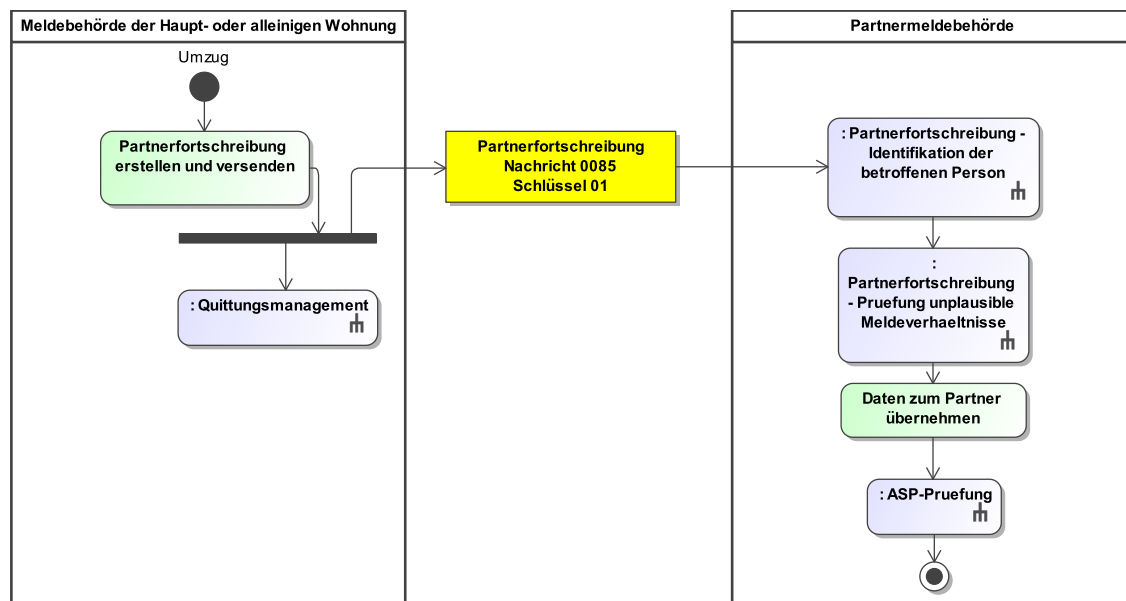 Meldebehörde der Haupt- oder alleinigen Wohnung
Umzug
Partnerfortschreibung
erstellen und versenden
: Quittungsmanagement
Partnerfortschreibung
Nachricht 0085
Schlüssel 01
Partnermeldebehörde
: Partnerfortschreibung -
Identifikation der
betroffenen Person
:
Partnerfortschreibung
- Pruefung unplausible
Meldeverhaeltnisse
Daten zum Partner
übernehmen
: ASP-Pruefung